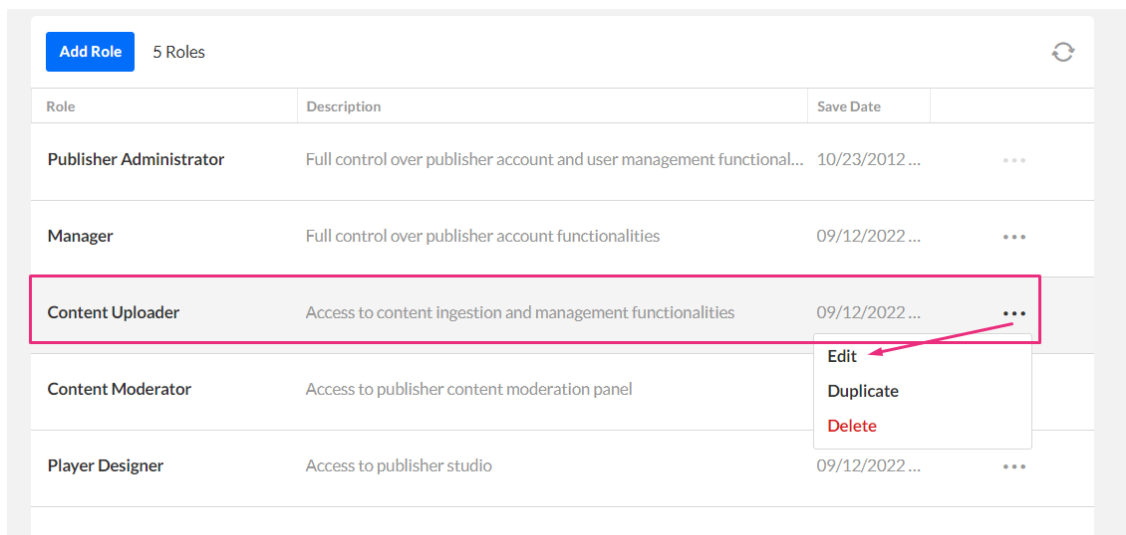 Add Role 5 Roles
Role Description Save Date
Publisher Administrator Full control over publisher account and user management functional... 10/23/2012 ...
Manager Full control over publisher account functionalities 09/12/2022 ...
Content Uploader Access to content ingestion and management functionalities 09/12/2022 ...
Edit
Content Moderator Access to publisher content moderation panel Duplicate
Delete
Player Designer Access to publisher studio 09/12/2022 ...